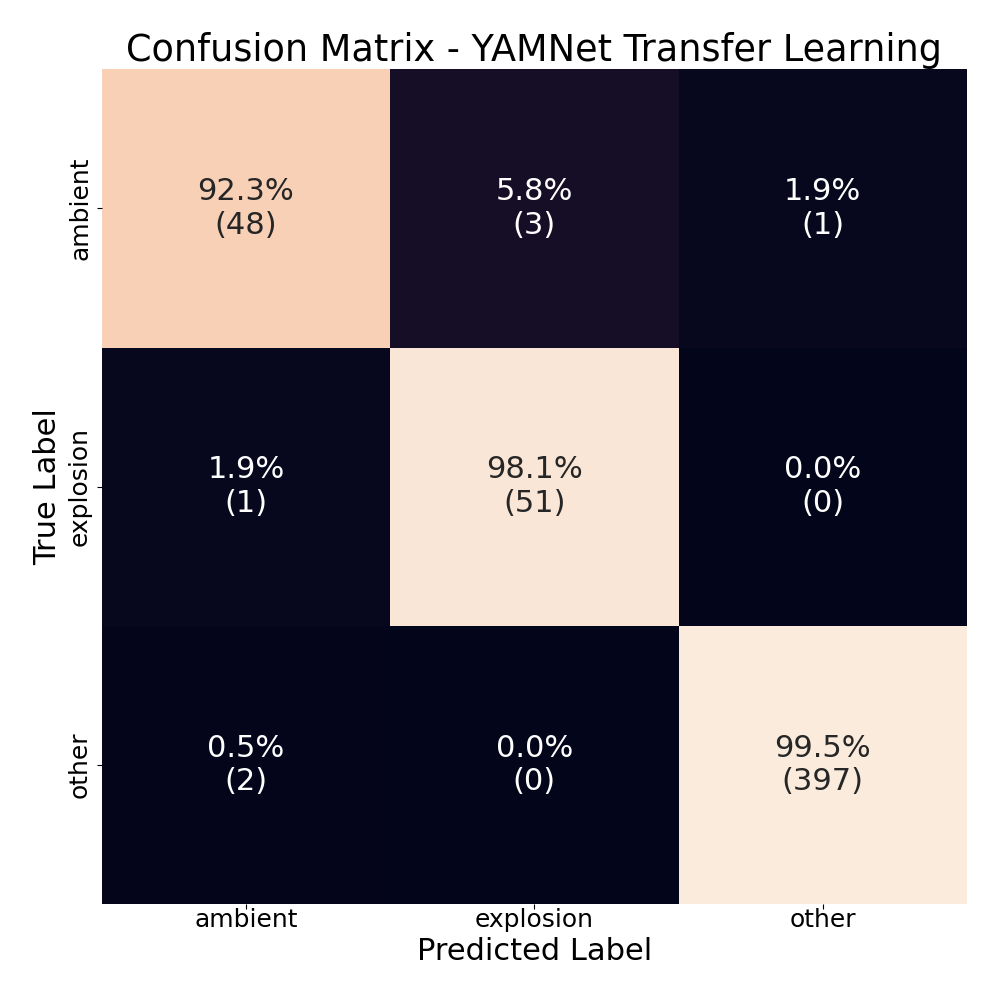 Confusion Matrix - YAMNet Transfer Learning
True Label
ambient
92.3%
(48)
5.8%
(3)
1.9%
(1)
explosion
1.9%
(1)
98.1%
(51)
0.0%
(0)
other
0.5%
(2)
0.0%
(0)
99.5%
(397)
ambient
explosion
other
Predicted Label